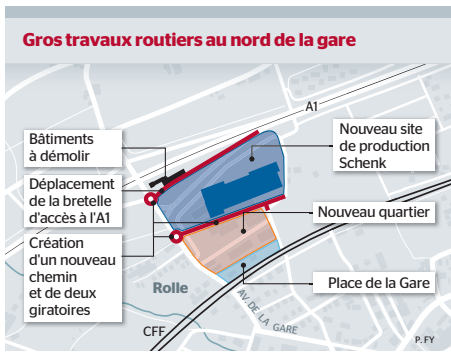 Gros travaux routiers au nord de la gare
A1
Bâtiments
à démolir
Nouveau site
de production
Schenk
Déplacement
de la bretelle
d'accès à l'A1
Nouveau quartier
Création
d'un nouveau
chemin
et de deux
giratoires
Place de la Gare
Rolle
AV. DE LA GARE
CFF
P. FY